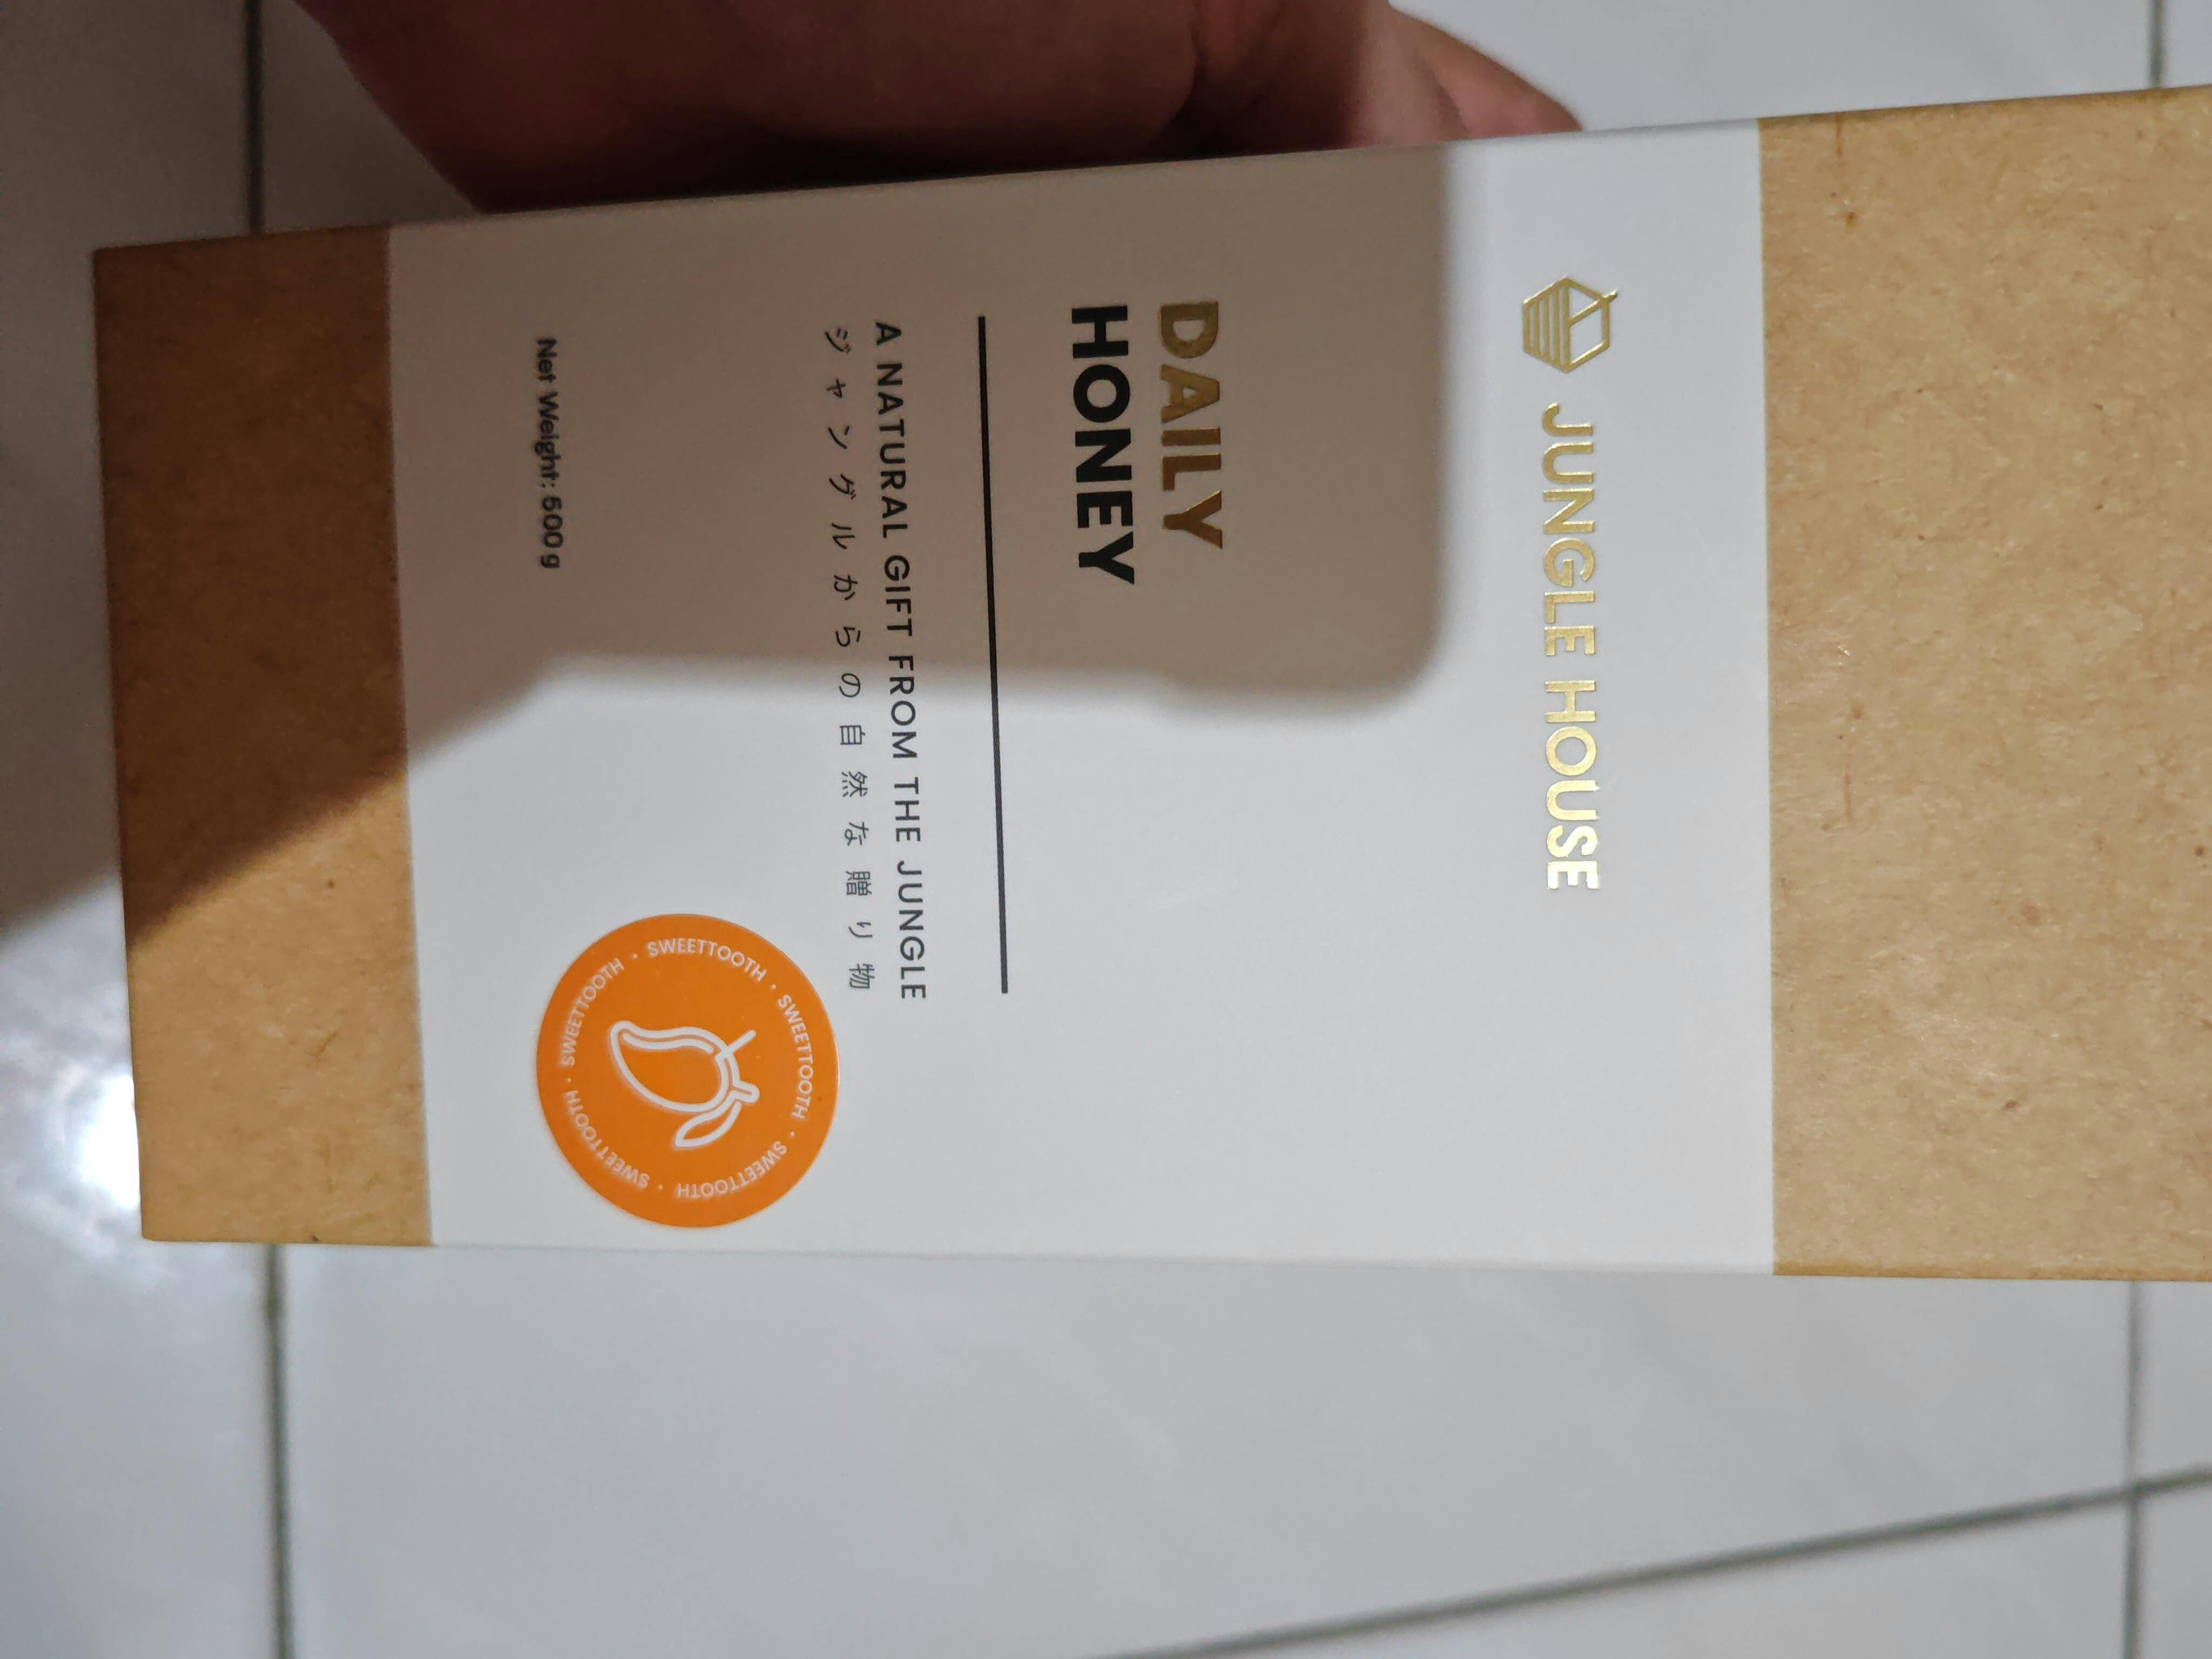 JUNGLE HOUSE
DAILY
HONEY
A NATURAL GIFT FROM THE JUNGLE
ジャングルからの自然な贈り物
SWEETTOOTH • SWEETTOOTH • SWEETTOOTH • SWEETTOOTH • SWEETTOOTH •
Net Weight: 500g